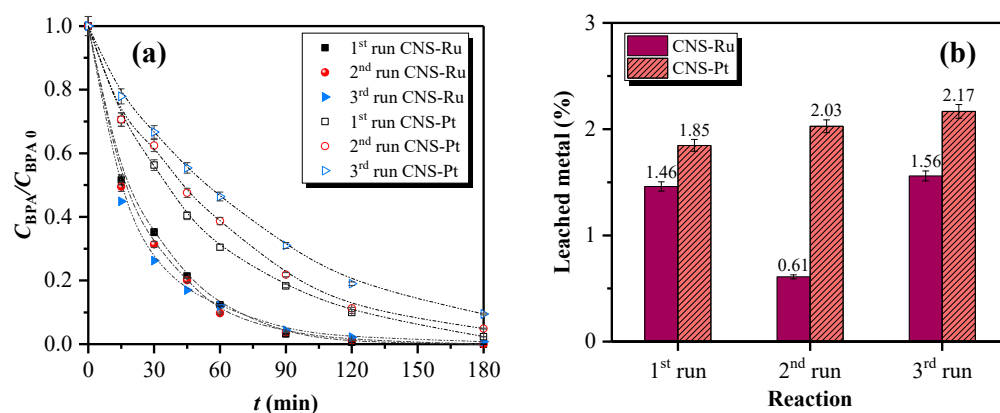 (a)
1st run CNS-Ru
2nd run CNS-Ru
3rd run CNS-Ru
1st run CNS-Pt
2nd run CNS-Pt
3rd run CNS-Pt
C_BPA/C_BPA 0
1.0
0.8
0.6
0.4
0.2
0.0
0 30 60 90 120 150 180
t (min)
(b)
CNS-Ru
CNS-Pt
Leached metal (%)
3
2
1
0
1.46
1.85
0.61
2.03
1.56
2.17
1st run 2nd run 3rd run
Reaction